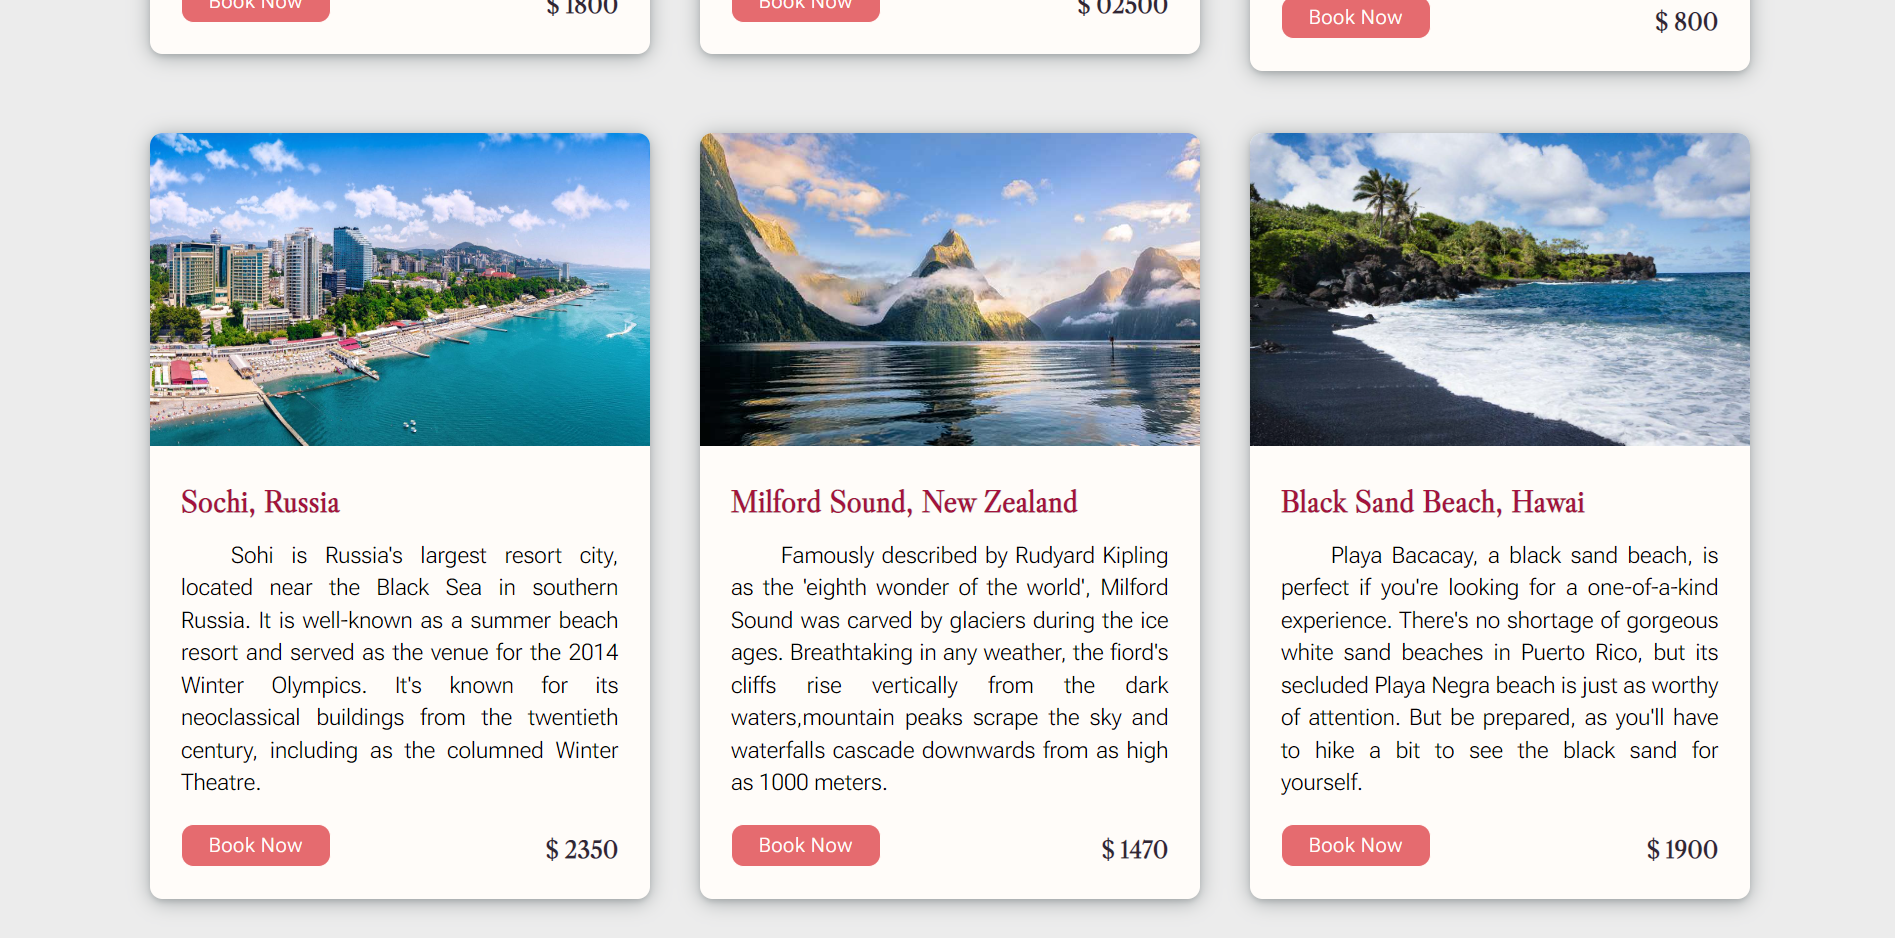 Book Now
$ 1800
Book Now
$ 02500
Book Now
$ 800
Sochi, Russia
Sohi is Russia's largest resort city,
located near the Black Sea in southern
Russia. It is well-known as a summer beach
resort and served as the venue for the 2014
Winter Olympics. It's known for its
neoclassical buildings from the twentieth
century, including as the columned Winter
Theatre.
Book Now
$ 2350
Milford Sound, New Zealand
Famously described by Rudyard Kipling
as the 'eighth wonder of the world', Milford
Sound was carved by glaciers during the ice
ages. Breathtaking in any weather, the fiord's
cliffs rise vertically from the dark
waters,mountain peaks scrape the sky and
waterfalls cascade downwards from as high
as 1000 meters.
Book Now
$ 1470
Black Sand Beach, Hawai
Playa Bacacay, a black sand beach, is
perfect if you're looking for a one-of-a-kind
experience. There's no shortage of gorgeous
white sand beaches in Puerto Rico, but its
secluded Playa Negra beach is just as worthy
of attention. But be prepared, as you'll have
to hike a bit to see the black sand for
yourself.
Book Now
$ 1900